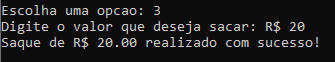 Escolha uma opcao: 3
Digite o valor que deseja sacar: R$ 20
Saque de R$ 20.00 realizado com sucesso!